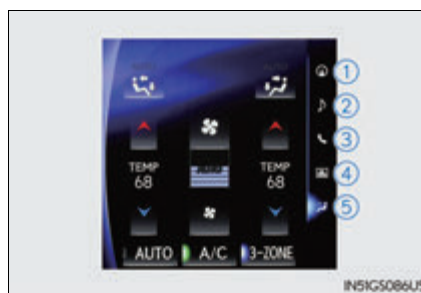 1
2
3
4
5
TEMP
68
TEMP
68
AUTO
A/C
3-ZONE
IN51GS086US